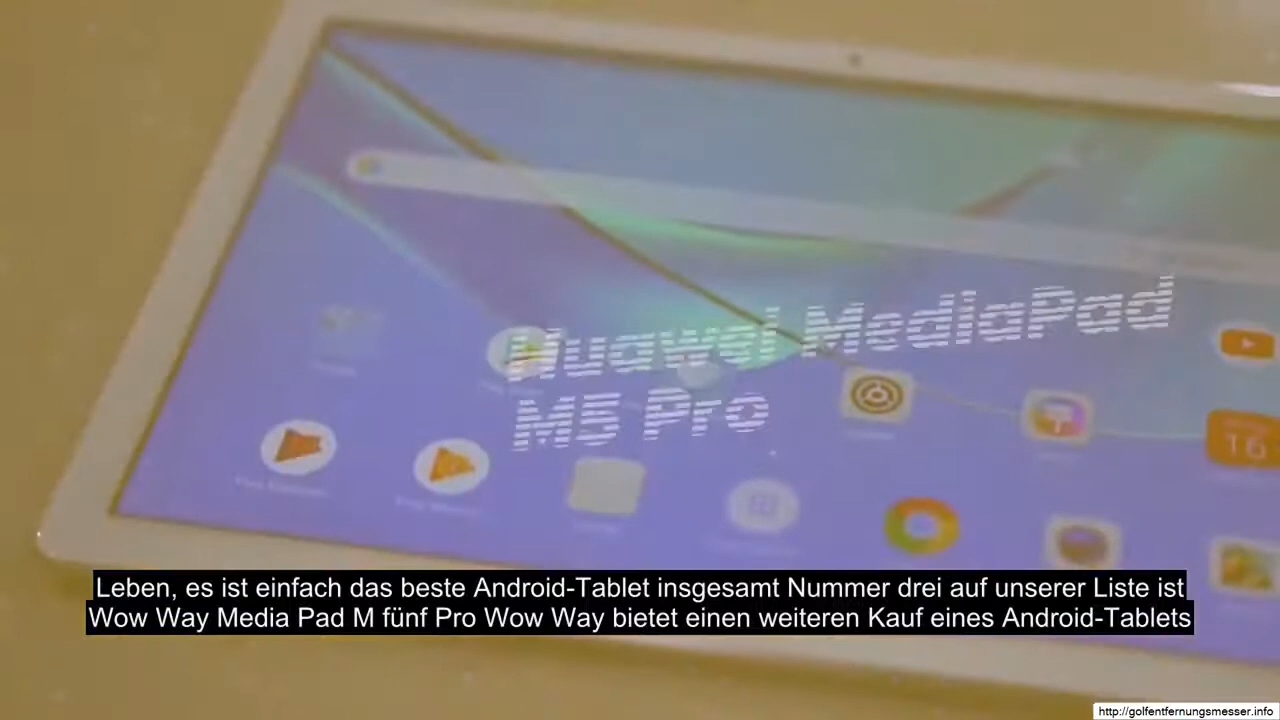 Huawei MediaPad
M5 Pro
16
Leben, es ist einfach das beste Android-Tablet insgesamt Nummer drei auf unserer Liste ist
Wow Way Media Pad M fünf Pro Wow Way bietet einen weiteren Kauf eines Android-Tablets
http://golfentfernungsmesser.info